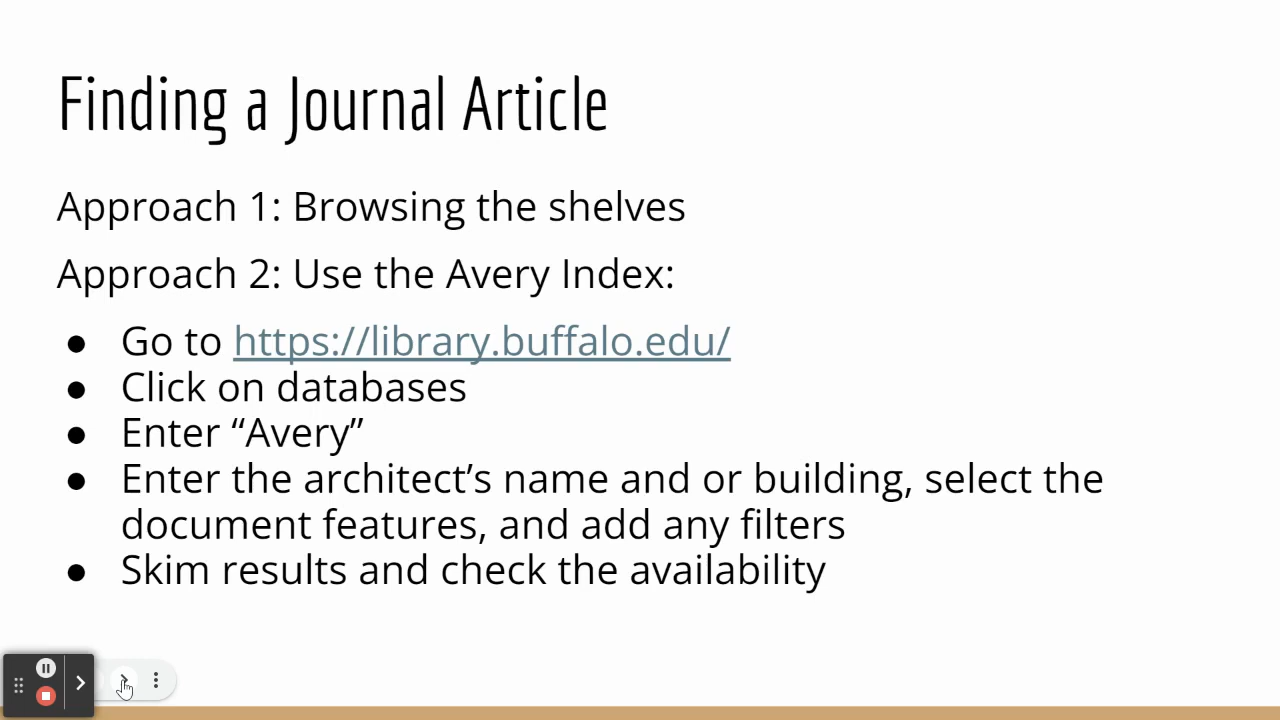 Finding a Journal Article
Approach 1: Browsing the shelves
Approach 2: Use the Avery Index:
● Go to https://library.buffalo.edu/
● Click on databases
● Enter “Avery”
● Enter the architect’s name and or building, select the
document features, and add any filters
● Skim results and check the availability